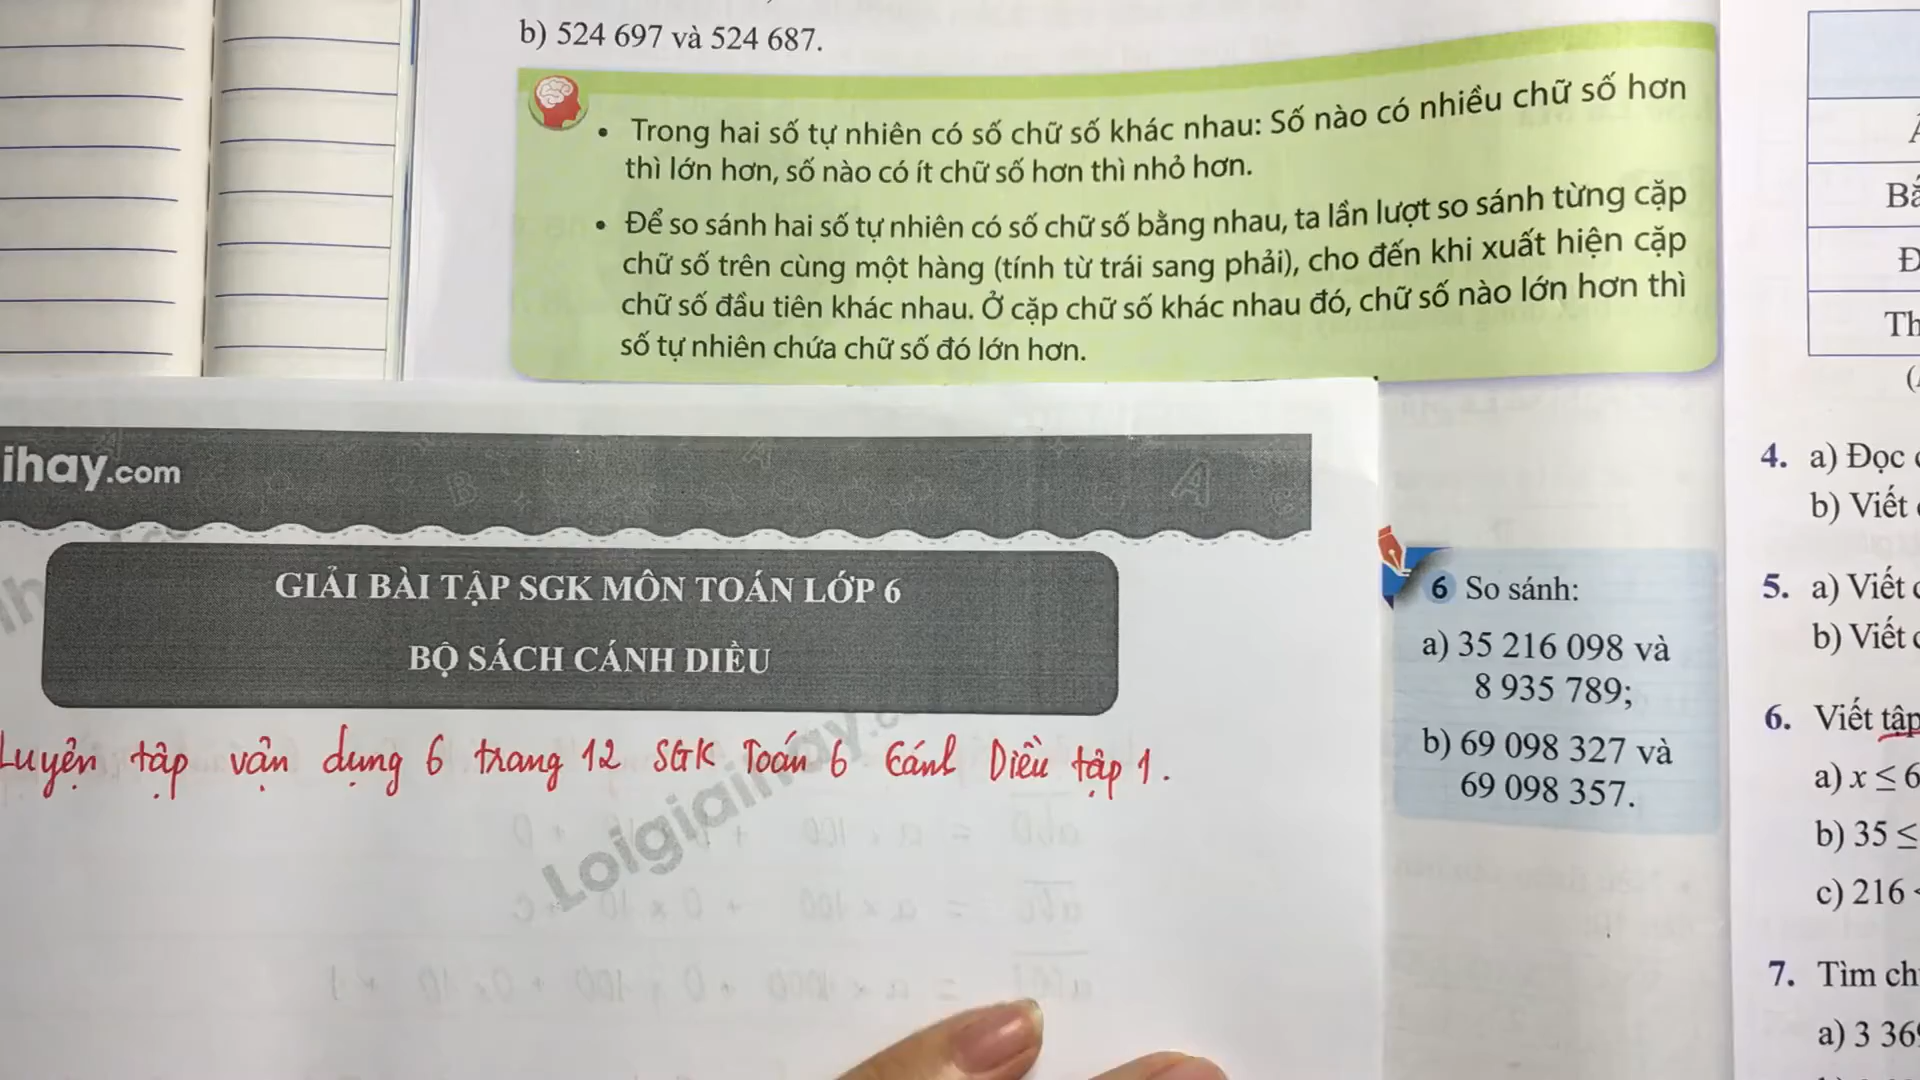 b) 524 697 và 524 687.
• Trong hai số tự nhiên có số chữ số khác nhau: Số nào có nhiều chữ số hơn
thì lớn hơn, số nào có ít chữ số hơn thì nhỏ hơn.
• Để so sánh hai số tự nhiên có số chữ số bằng nhau, ta lần lượt so sánh từng cặp
chữ số trên cùng một hàng (tính từ trái sang phải), cho đến khi xuất hiện cặp
chữ số đầu tiên khác nhau. Ở cặp chữ số khác nhau đó, chữ số nào lớn hơn thì
số tự nhiên chứa chữ số đó lớn hơn.
ihay.com
GIẢI BÀI TẬP SGK MÔN TOÁN LỚP 6
BỘ SÁCH CÁNH DIỀU
Luyện tập vận dụng 6 trang 12 SGK Toán 6 Cánh Diều tập 1.
Loigiaihay.c
6 So sánh:
a) 35 216 098 và
8 935 789;
b) 69 098 327 và
69 098 357.
Đ
Th
4. a) Đọc
b) Viết
5. a) Viết
b) Viết
6. Viết tập
a) x ≤ 6
b) 35 ≤
c) 216
7. Tìm ch
a) 3 36